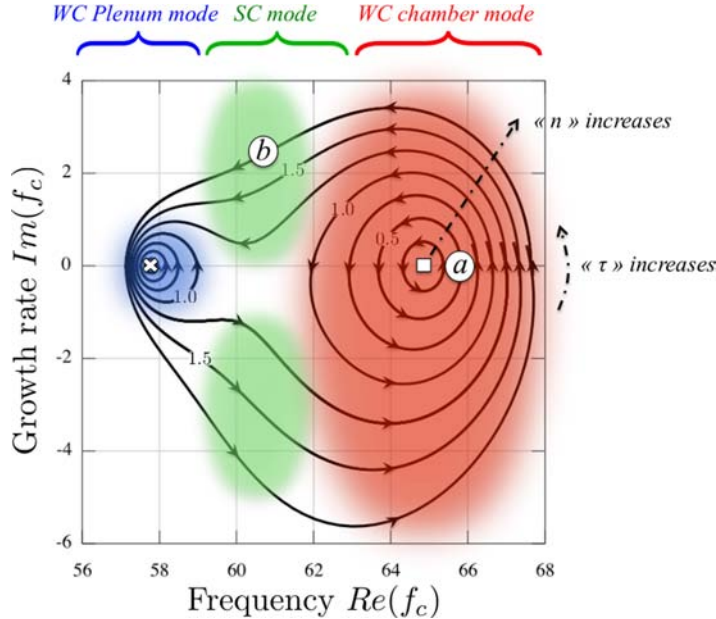 WC Plenum mode SC mode WC chamber mode
4
« n » increases
b
2
1.5
1.0
0.5
0
a
« τ » increases
1.0
-2
1.5
-4
-6
56 58 60 62 64 66 68
Growth rate Im(f_c)
Frequency Re(f_c)